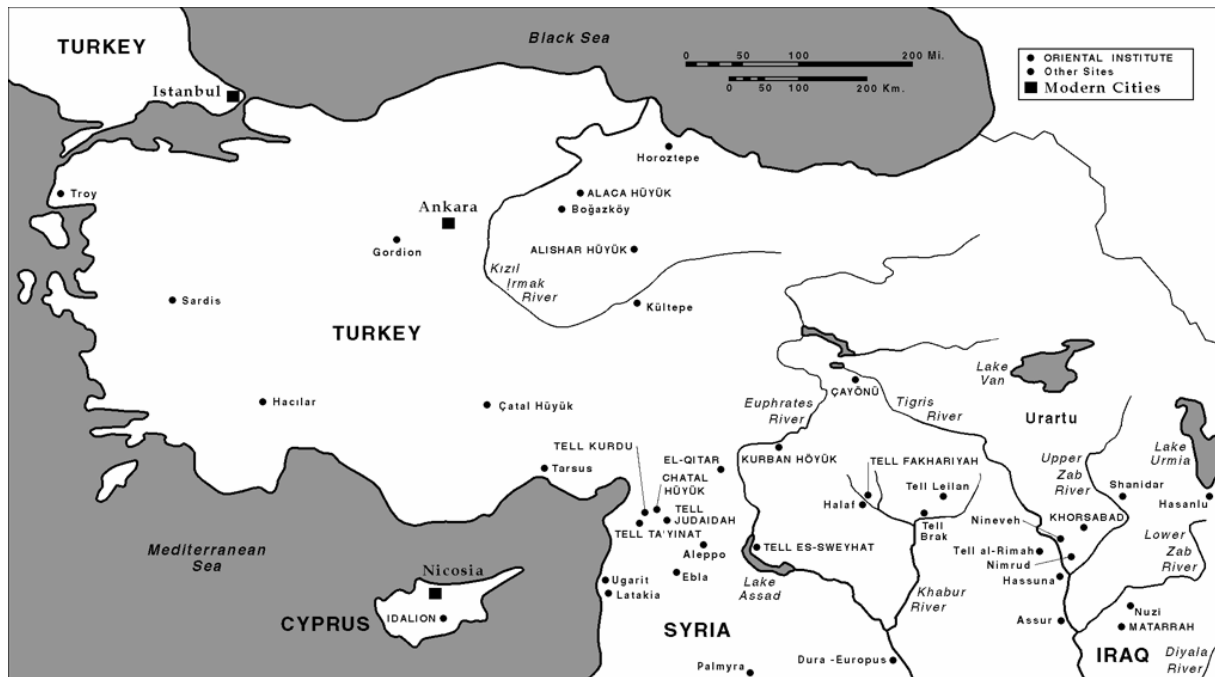 Black Sea
TURKEY
Istanbul
0 50 100 200 Mi.
0 50 100 200 Km.
ORIENTAL INSTITUTE
Other Sites
Modern Cities
Horoztepe
Troy
ALACA HÜYÜK
Boğazköy
Ankara
Gordion
ALISHAR HÜYÜK
Kızıl
Irmak
River
Sardis
Kültepe
TURKEY
Lake
Van
ÇAYÖNÜ
Hacılar
Çatal Hüyük
Euphrates
River
Tigris
River
Urartu
TELL KURDU
EL-QITAR
CHATAL
HÜYÜK
KURBAN HÖYÜK
TELL FAKHARIYAH
Upper
Zab
River
Lake
Urmia
Tarsus
Tell Leilan
Shanidar
Hasanlu
Halaf
TELL
JUDAIDAH
TELL TA'YINAT
Tell
Brak
Nineveh
KHORSABAD
Lower
Zab
River
Mediterranean
Sea
Aleppo
TELL ES-SWEYHAT
Tell al-Rimah
Nimrud
Hassuna
Nicosia
Ugarit
Latakia
Ebla
Lake
Assad
Khabur
River
CYPRUS
IDALION
SYRIA
Assur
Nuzi
MATARRAH
IRAQ
Diyala
River
Palmyra
Dura -Europus